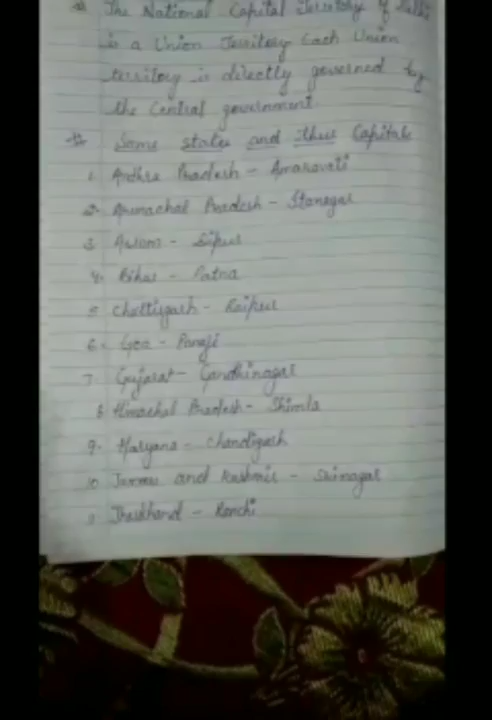 The National Capital Territory of Delhi
is a Union Territory Each Union
territory is directly governed by
the Central government
Some states and their Capitals
1. Andhra Pradesh - Amaravati
2. Arunachal Pradesh - Itanagar
3 Assam -
4. Bihar - Patna
5 Chattisgarh - Raipur
6. Goa - Panaji
7. Gujarat - Gandhinagar
8 Himachal Pradesh - Shimla
9. Haryana - Chandigarh
10 Jammu and Kashmir - Srinagar
11 Jharkhand - Ranchi